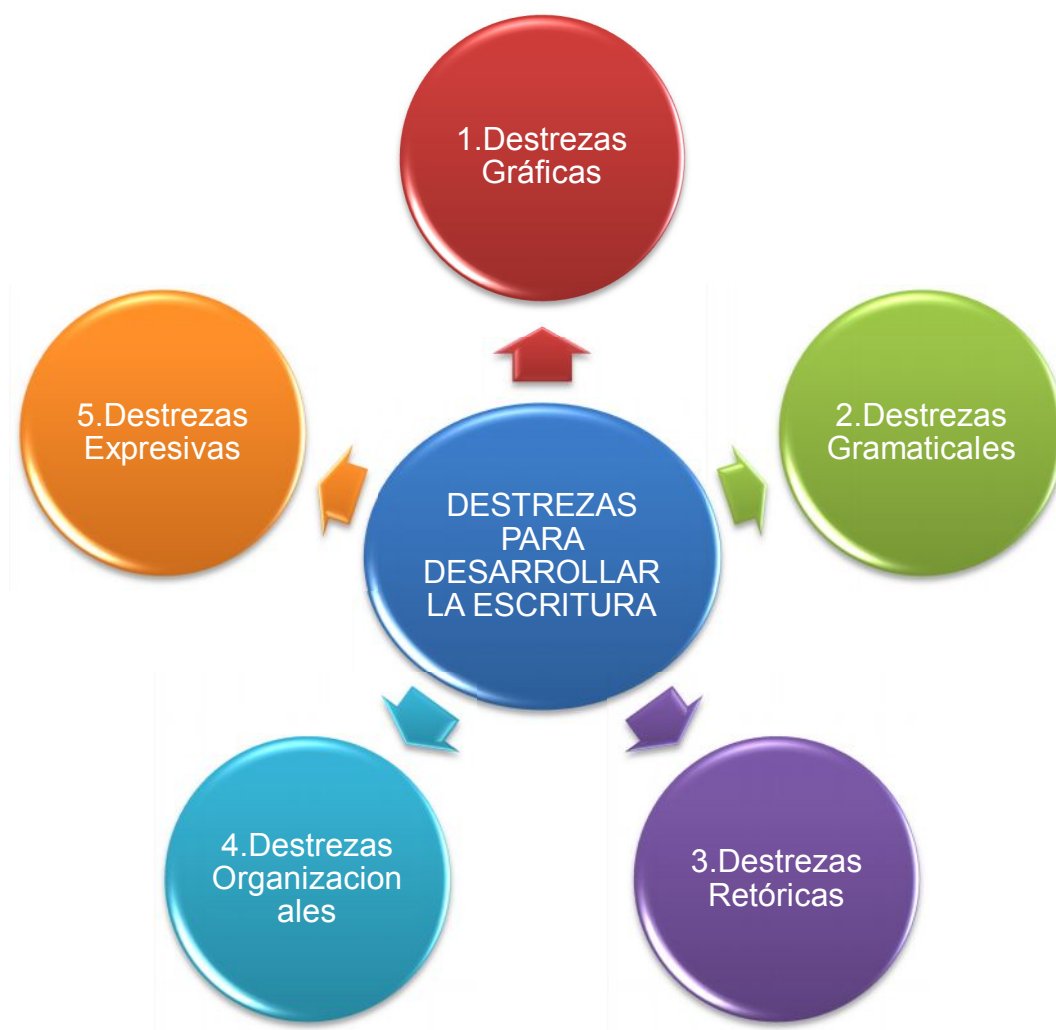 1.Destrezas
Gráficas
2.Destrezas
Gramaticales
3.Destrezas
Retóricas
4.Destrezas
Organizacion
ales
5.Destrezas
Expresivas
DESTREZAS
PARA
DESARROLLAR
LA ESCRITURA